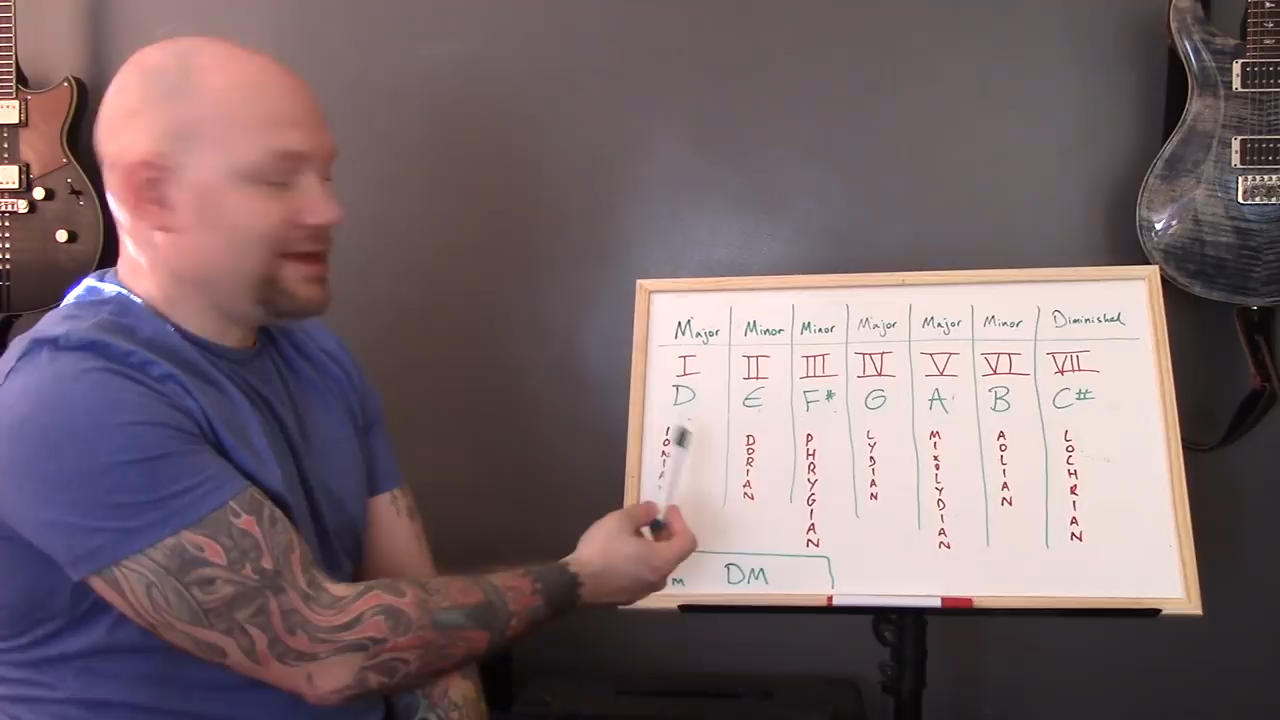 Major Minor Minor Major Major Minor Diminished
I II III IV V VI VII
D E F# G A B C#
DORIAN PHRYGIAN LYDIAN MIXOLYDIAN AOLIAN LOCHRIAN
M DM